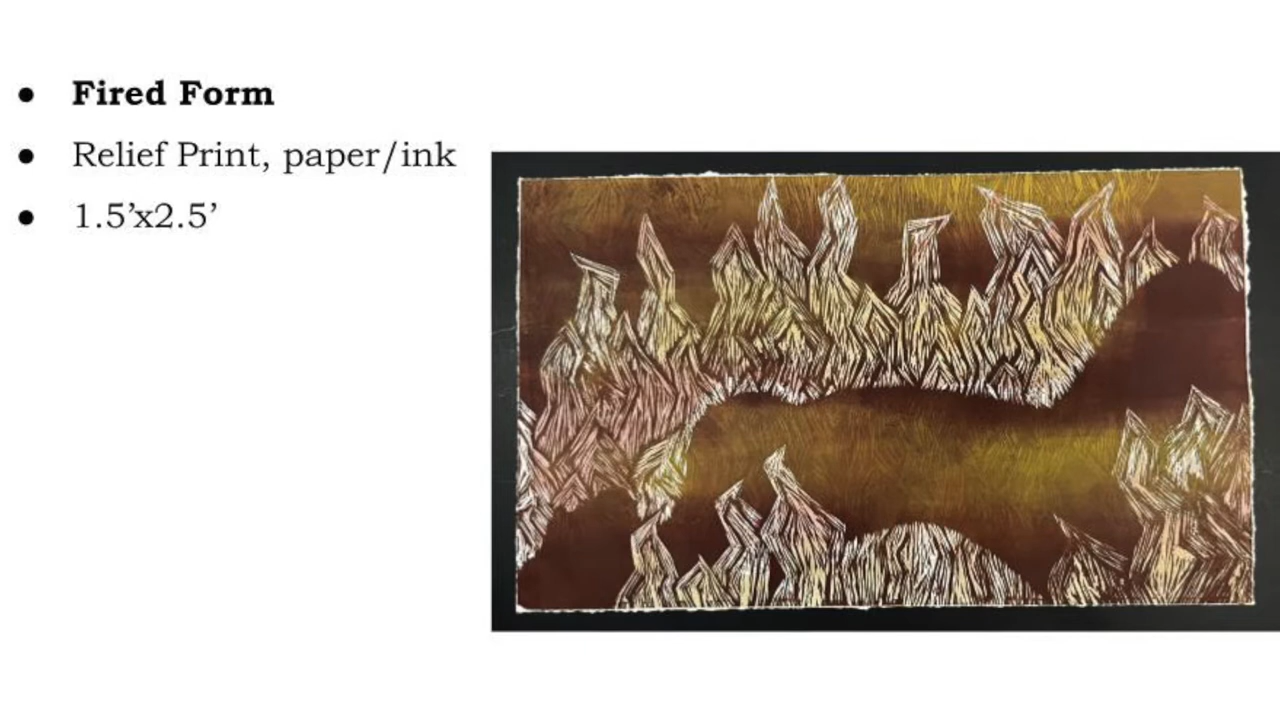 ● Fired Form
● Relief Print, paper/ink
● 1.5’x2.5’